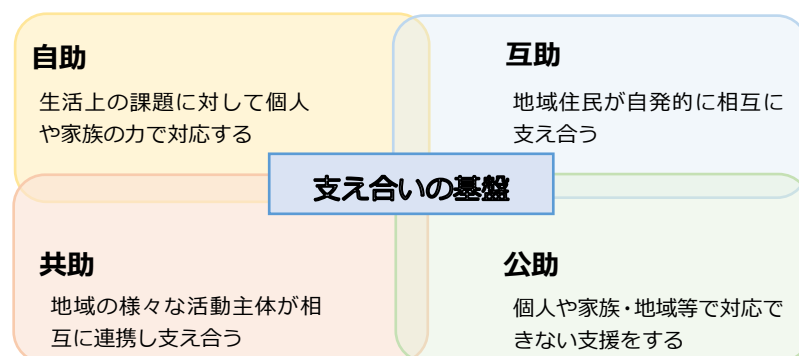 自助
生活上の課題に対して個人
や家族の力で対応する
互助
地域住民が自発的に相互に
支え合う
支え合いの基盤
共助
地域の様々な活動主体が相
互に連携し支え合う
公助
個人や家族・地域等で対応で
きない支援をする